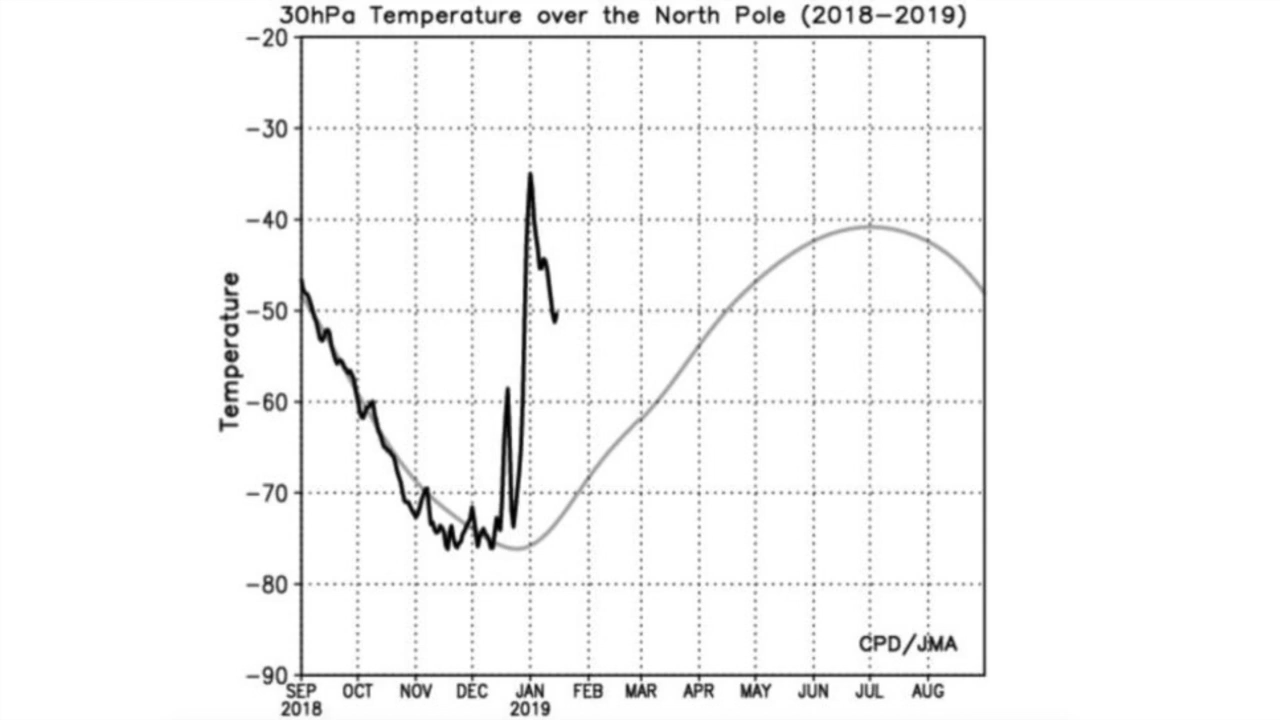 30hPa Temperature over the North Pole (2018-2019)
-20
-30
-40
-50
-60
-70
-80
-90
Temperature
CPD/JMA
SEP OCT NOV DEC JAN FEB MAR APR MAY JUN JUL AUG
2018 2019